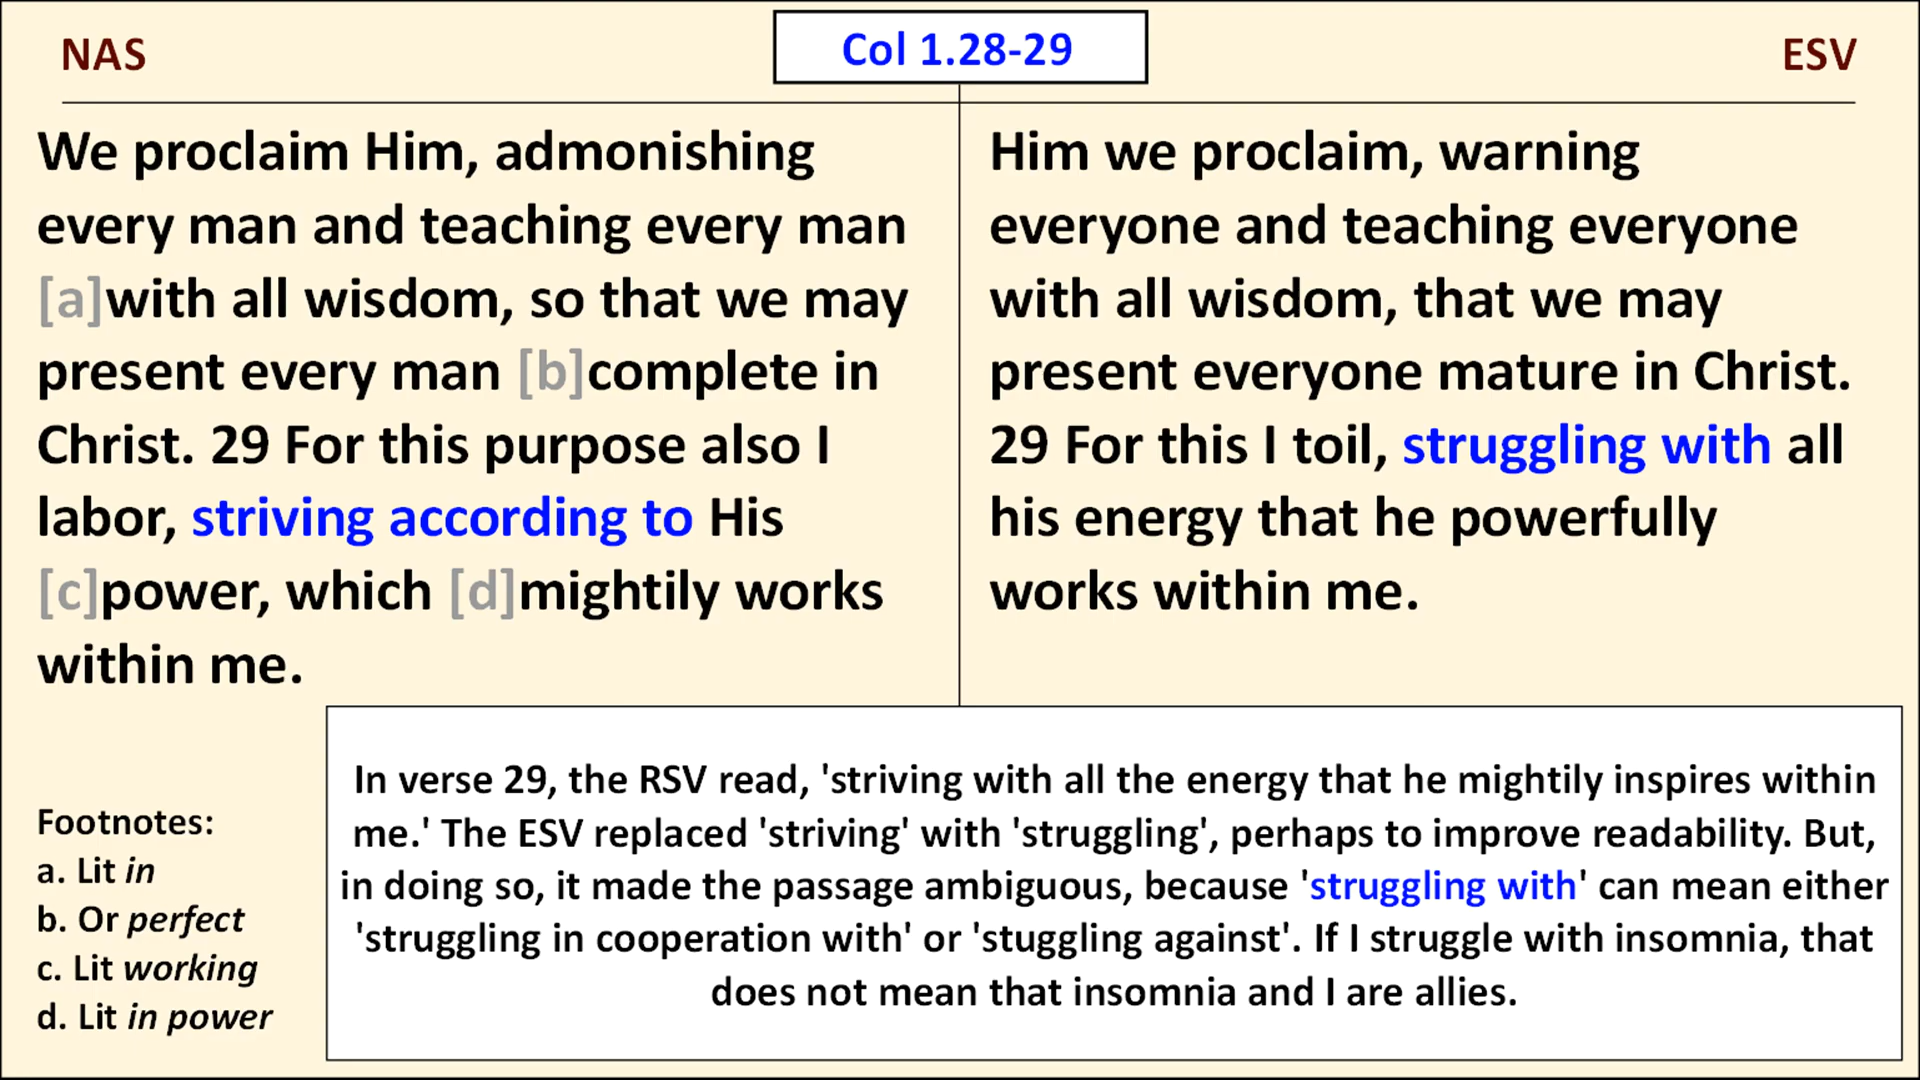 NAS
Col 1.28-29
ESV
We proclaim Him, admonishing
every man and teaching every man
[a]with all wisdom, so that we may
present every man [b]complete in
Christ. 29 For this purpose also I
labor, striving according to His
[c]power, which [d]mightily works
within me.
Him we proclaim, warning
everyone and teaching everyone
with all wisdom, that we may
present everyone mature in Christ.
29 For this I toil, struggling with all
his energy that he powerfully
works within me.
Footnotes:
a. Lit in
b. Or perfect
c. Lit working
d. Lit in power
In verse 29, the RSV read, 'striving with all the energy that he mightily inspires within
me.' The ESV replaced 'striving' with 'struggling', perhaps to improve readability. But,
in doing so, it made the passage ambiguous, because 'struggling with' can mean either
'struggling in cooperation with' or 'stuggling against'. If I struggle with insomnia, that
does not mean that insomnia and I are allies.